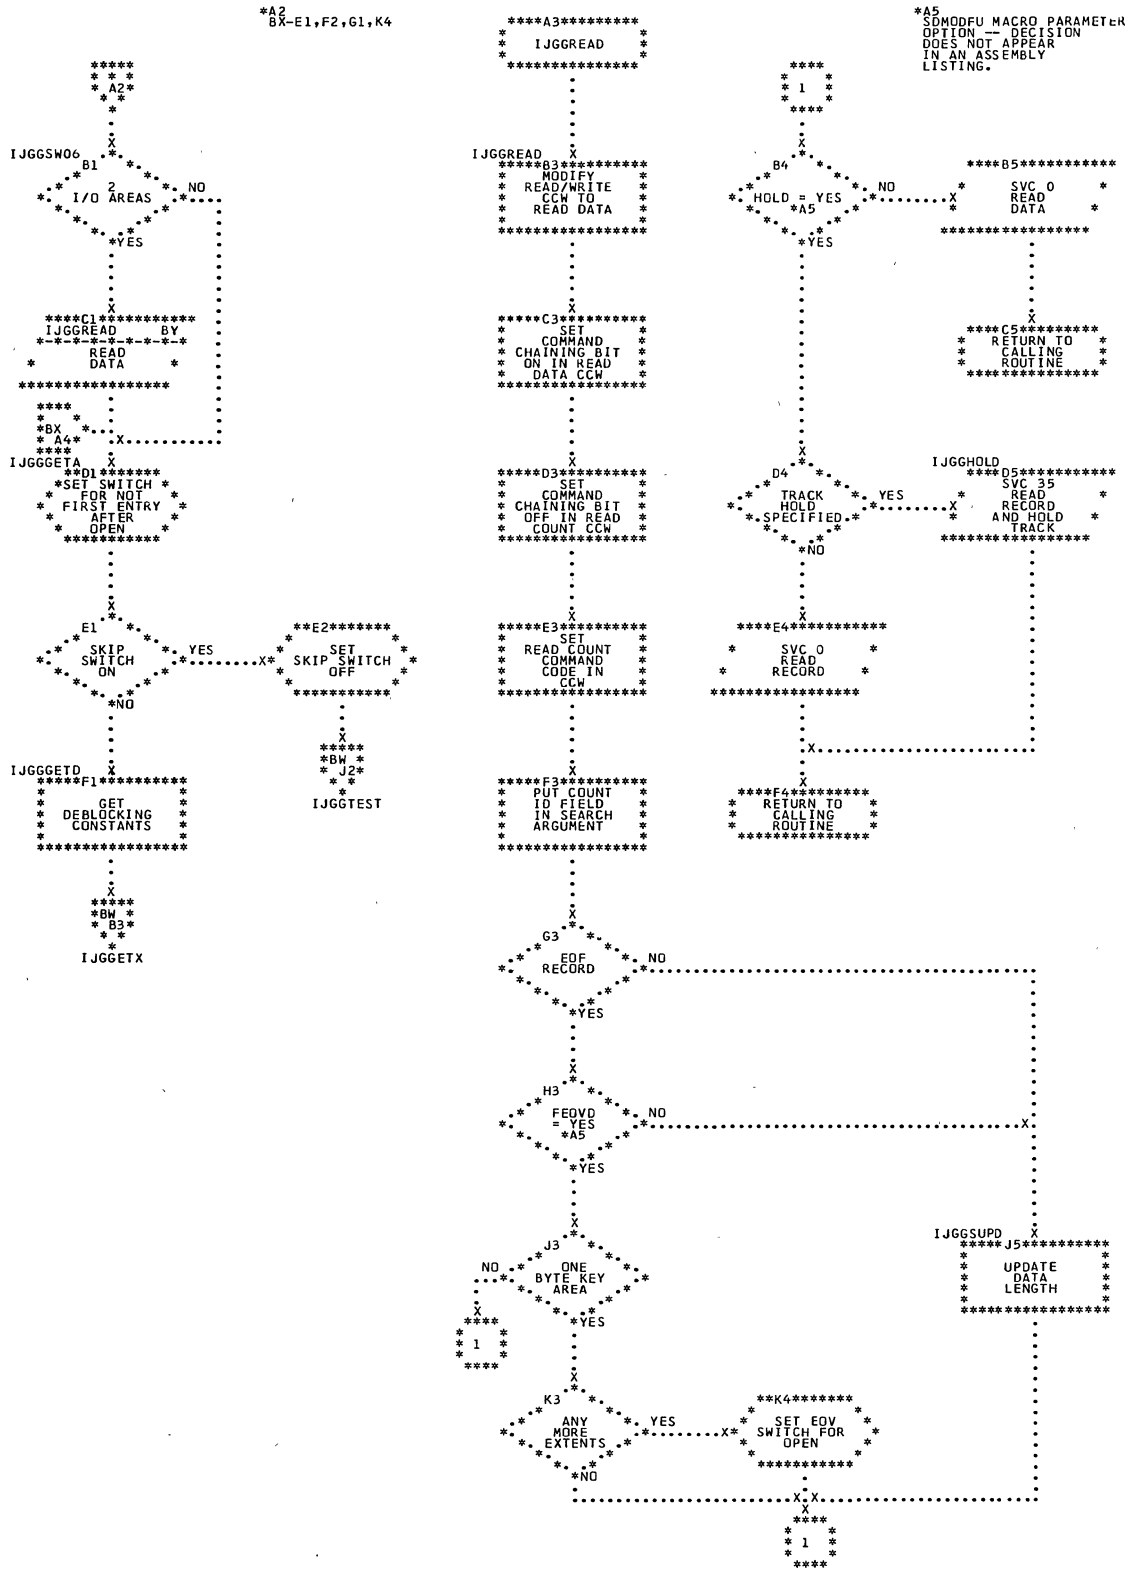 *A2
BX-E1,F2,G1,K4
****A3***********
IJGGREAD
*A5
SDMODFU MACRO PARAMETER
OPTION -- DECISION
DOES NOT APPEAR
IN AN ASSEMBLY
LISTING.
A2*
1
IJGGSW06
B1
2
I/O AREAS
NO
*YES
IJGGREAD
*****B3**********
MODIFY
READ/WRITE
CCW TO
READ DATA
B4
HOLD = YES
*A5
NO
*YES
****B5***********
SVC 0
READ
DATA
****C1***********
IJGGREAD BY
*-*-*-*-*-*-*-*-*
READ
DATA
*****C3**********
SET
COMMAND
CHAINING BIT
ON IN READ
DATA CCW
****C5*********
RETURN TO
CALLING
ROUTINE
*BX
A4*
IJGGGETA
**D1*******
*SET SWITCH
FOR NOT
FIRST ENTRY
AFTER
OPEN
*****D3**********
SET
COMMAND
CHAINING BIT
OFF IN READ
COUNT CCW
D4
TRACK
HOLD
SPECIFIED
YES
*NO
IJGGHOLD
****D5***********
SVC 35
READ
RECORD
AND HOLD
TRACK
E1
SKIP
SWITCH
ON
YES
*NO
**E2*******
SET
SKIP SWITCH
OFF
*****E3**********
SET
READ COUNT
COMMAND
CODE IN
CCW
****E4***********
SVC 0
READ
RECORD
*BW *
J2*
IJGGTEST
IJGGGETD
*****F1**********
GET
DEBLOCKING
CONSTANTS
*****F3**********
PUT COUNT
ID FIELD
IN SEARCH
ARGUMENT
****F4*********
RETURN TO
CALLING
ROUTINE
*BW *
* B3*
IJGGETX
G3
EOF
RECORD
NO
*YES
H3
FEOVD
= YES
*A5
NO
*YES
J3
ONE
BYTE KEY
AREA
NO
*YES
IJGGSUPD
*****J5**********
UPDATE
DATA
LENGTH
1
K3
ANY
MORE
EXTENTS
YES
*NO
**K4*******
SET EOV
SWITCH FOR
OPEN
1